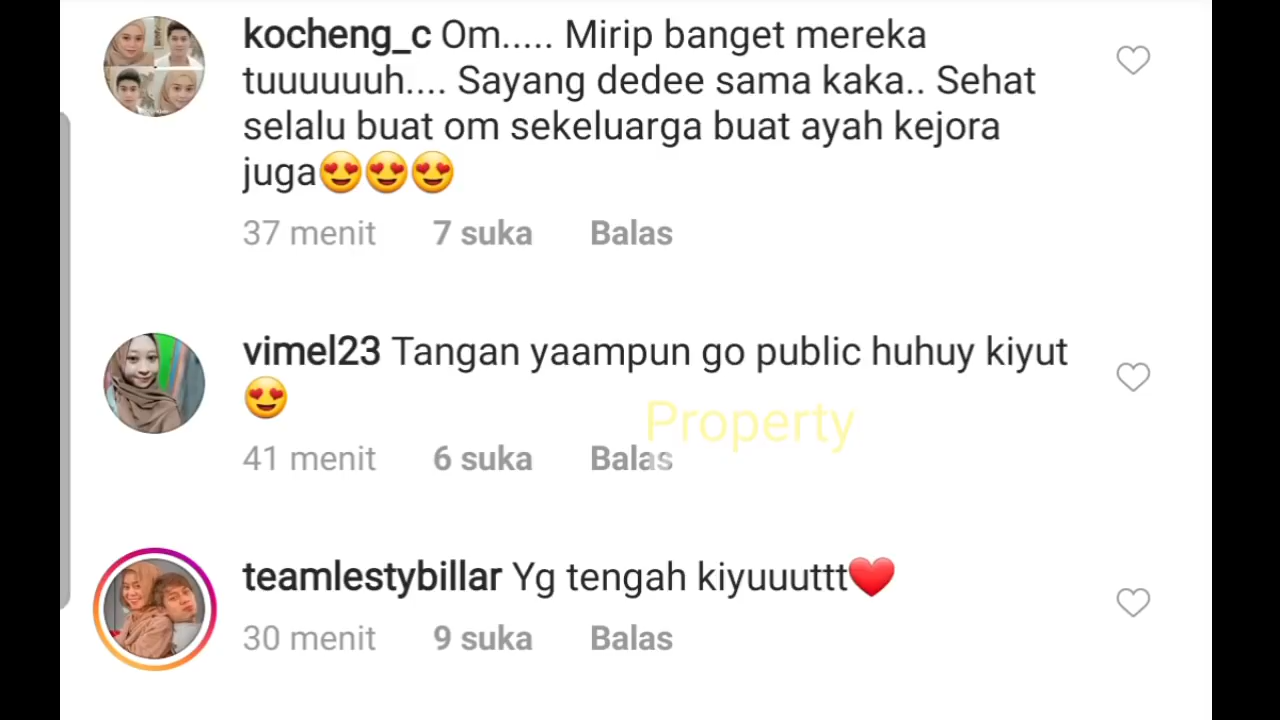 kocheng_c Om..... Mirip banget mereka
tuuuuuuh.... Sayang dedee sama kaka.. Sehat
selalu buat om sekeluarga buat ayah kejora
juga😍😍😍
37 menit 7 suka Balas
vimel23 Tangan yaampun go public huhuy kiyut
😍
Property
41 menit 6 suka Balas
teamlestybillar Yg tengah kiyuuuttt❤️
30 menit 9 suka Balas